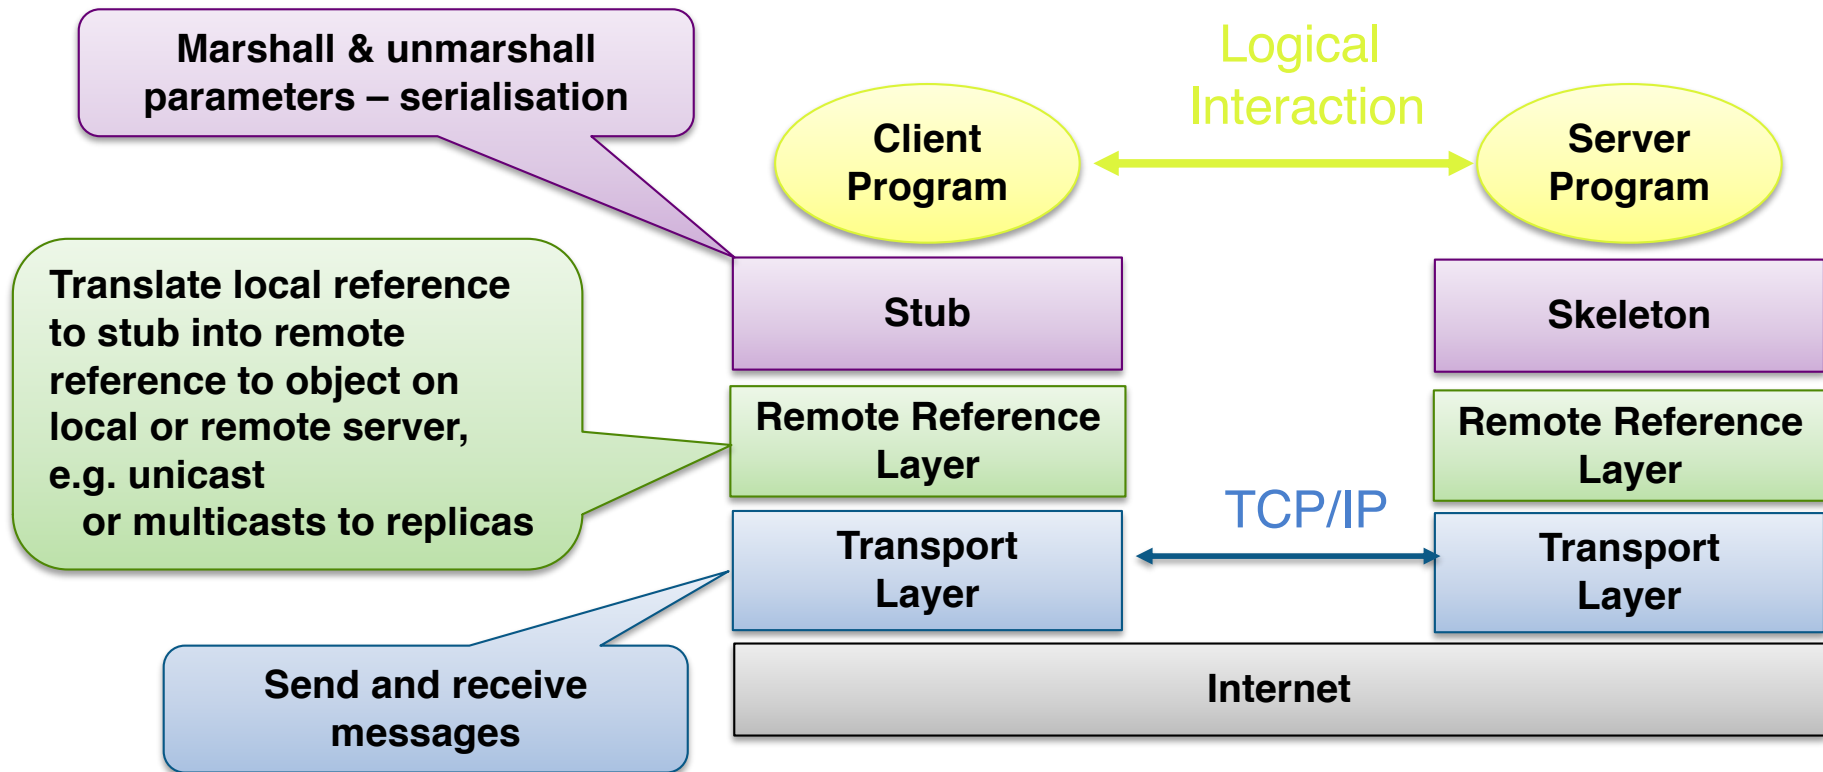 Marshall & unmarshall
parameters – serialisation
Logical
Interaction
Client
Program
Server
Program
Translate local reference
to stub into remote
reference to object on
local or remote server,
e.g. unicast
or multicasts to replicas
Stub
Skeleton
Remote Reference
Layer
Remote Reference
Layer
TCP/IP
Transport
Layer
Transport
Layer
Send and receive
messages
Internet